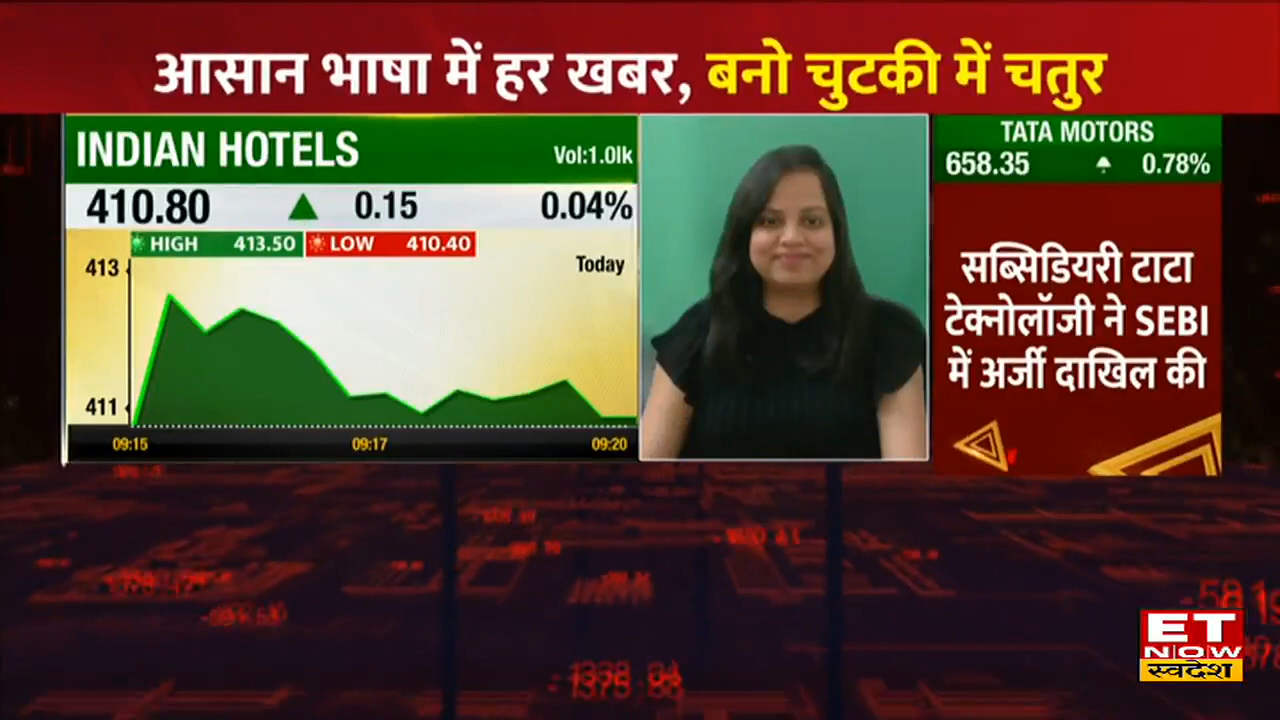 आसान भाषा में हर खबर, बनो चुटकी में चतुर
INDIAN HOTELS Vol:1.0lk
410.80 0.15 0.04%
HIGH 413.50 LOW 410.40
Today
413
411
09:15 09:17 09:20
TATA MOTORS
658.35 0.78%
सब्सिडियरी टाटा
टेक्नोलॉजी ने SEBI
में अर्जी दाखिल की
ET
NOW
स्वदेश